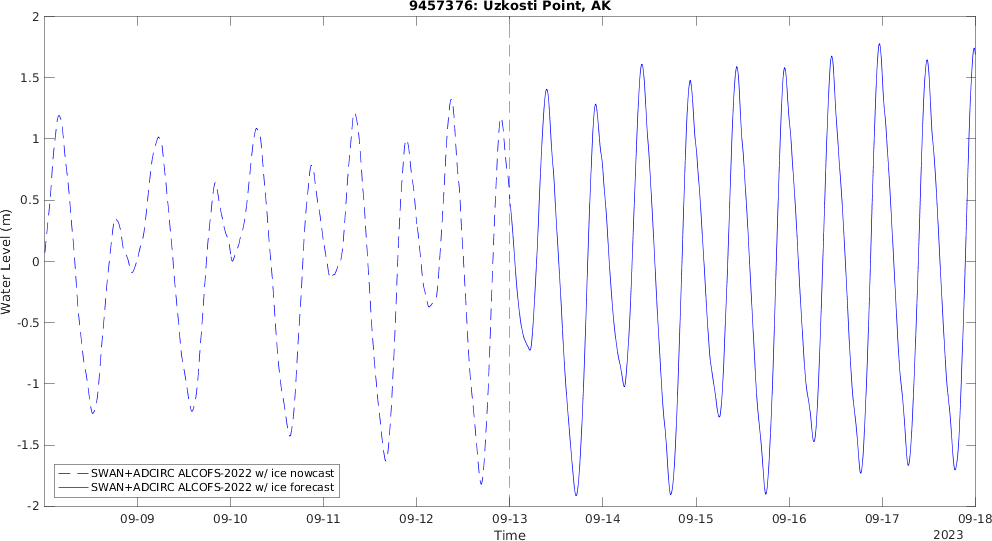 9457376: Uzkosti Point, AK
2
1.5
1
0.5
0
-0.5
-1
-1.5
-2
Water Level (m)
SWAN+ADCIRC ALCOFS-2022 w/ ice nowcast
SWAN+ADCIRC ALCOFS-2022 w/ ice forecast
09-09 09-10 09-11 09-12 09-13 09-14 09-15 09-16 09-17 09-18
Time
2023